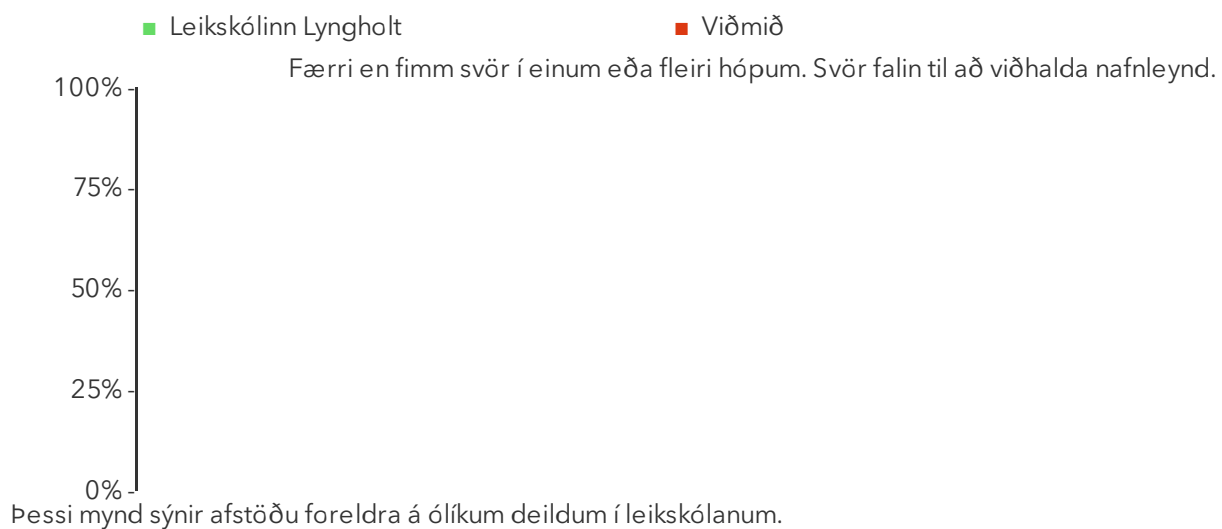 Leikskólinn Lyngholt Viðmið
Færri en fimm svör í einum eða fleiri hópum. Svör falin til að viðhalda nafnleynd.
100%
75%
50%
25%
0%
Þessi mynd sýnir afstöðu foreldra á ólíkum deildum í leikskólanum.